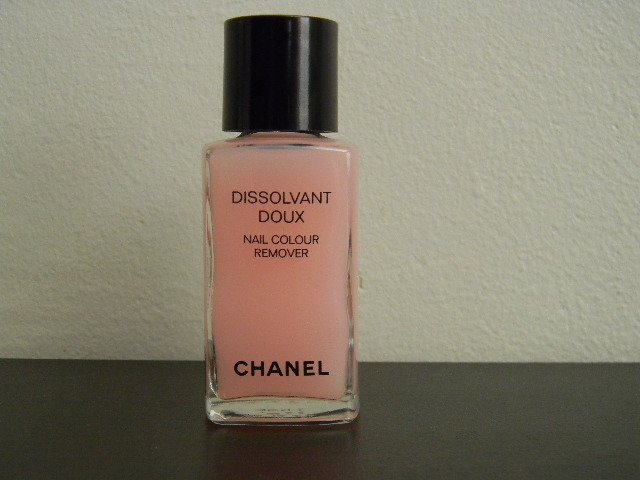 DISSOLVANT
DOUX
NAIL COLOUR
REMOVER
CHANEL